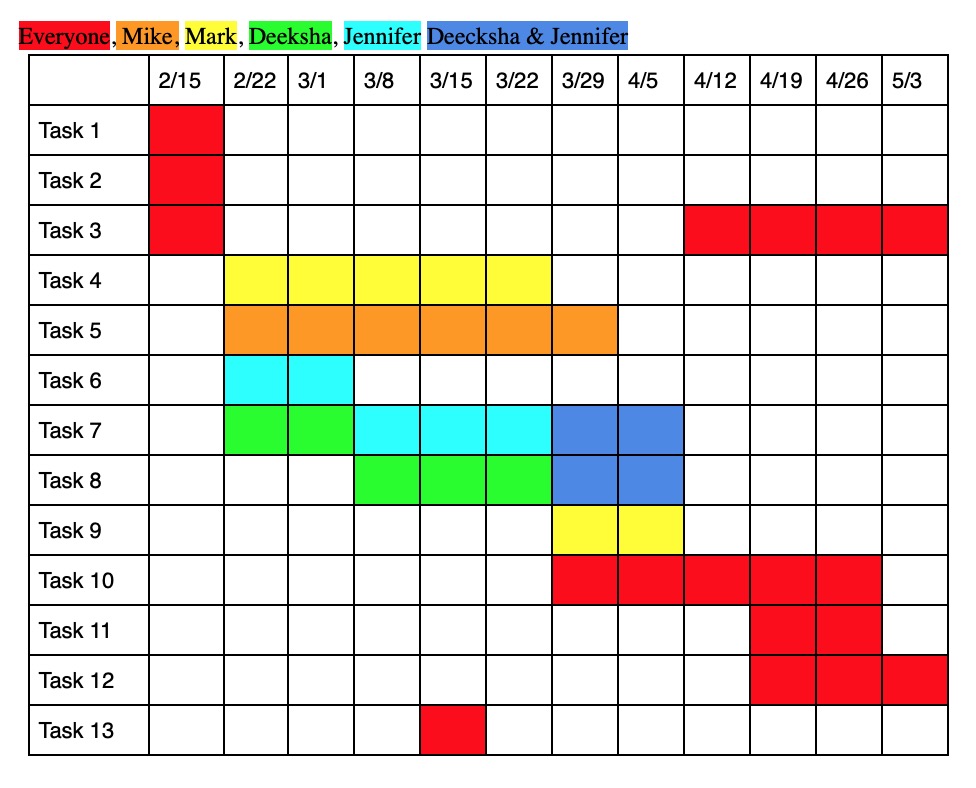 Everyone, Mike, Mark, Deeksha, Jennifer Deecksha & Jennifer
2/15 2/22 3/1 3/8 3/15 3/22 3/29 4/5 4/12 4/19 4/26 5/3
Task 1
Task 2
Task 3
Task 4
Task 5
Task 6
Task 7
Task 8
Task 9
Task 10
Task 11
Task 12
Task 13